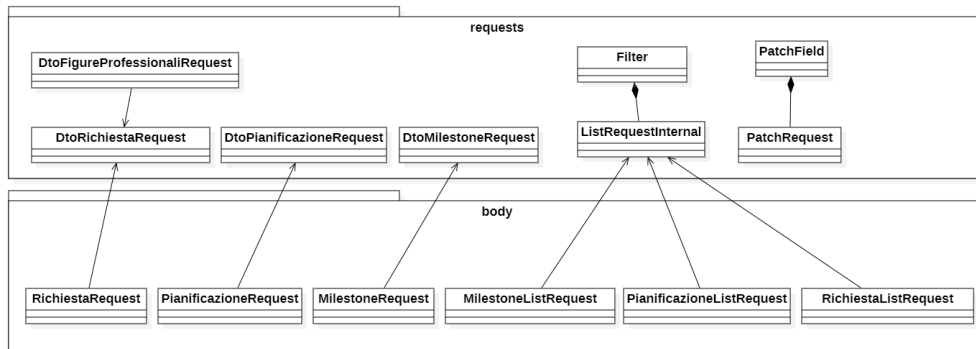 requests
DtoFigureProfessionaliRequest
Filter
PatchField
DtoRichiestaRequest
DtoPianificazioneRequest
DtoMilestoneRequest
ListRequestInternal
PatchRequest
body
RichiestaRequest
PianificazioneRequest
MilestoneRequest
MilestoneListRequest
PianificazioneListRequest
RichiestaListRequest